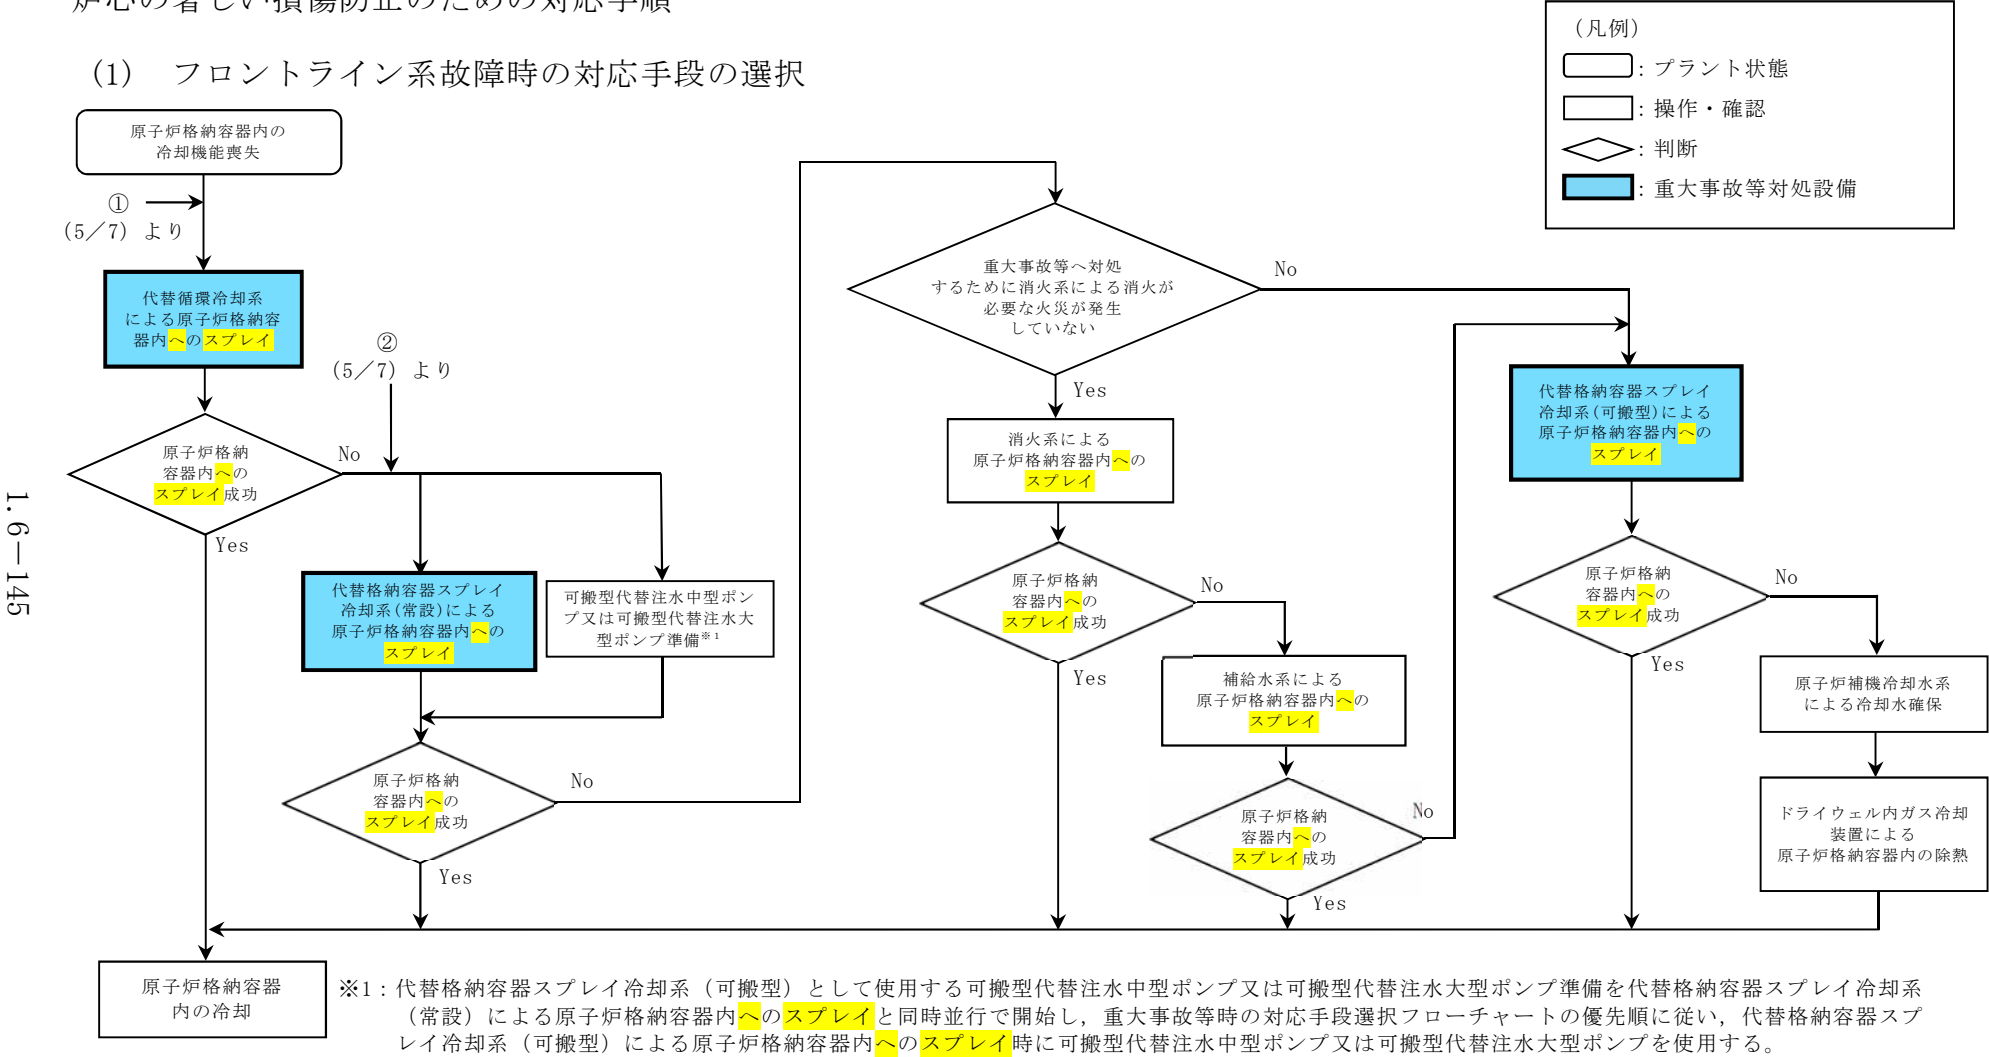 炉心の著しい損傷防止のための対応手順
(1) フロントライン系故障時の対応手段の選択
(凡例)
：プラント状態
：操作・確認
：判断
：重大事故等対処設備
原子炉格納容器内の
冷却機能喪失
①
(5／7) より
代替循環冷却系
による原子炉格納容
器内へのスプレイ
②
(5／7) より
原子炉格納
容器内への
スプレイ成功
No
Yes
代替格納容器スプレイ
冷却系(常設)による
原子炉格納容器内への
スプレイ
可搬型代替注水中型ポン
プ又は可搬型代替注水大
型ポンプ準備※1
原子炉格納
容器内への
スプレイ成功
No
Yes
重大事故等へ対処
するために消火系による消火が
必要な火災が発生
していない
No
Yes
消火系による
原子炉格納容器内への
スプレイ
原子炉格納
容器内への
スプレイ成功
No
Yes
補給水系による
原子炉格納容器内への
スプレイ
原子炉格納
容器内への
スプレイ成功
No
Yes
代替格納容器スプレイ
冷却系(可搬型)による
原子炉格納容器内への
スプレイ
原子炉格納
容器内への
スプレイ成功
No
Yes
原子炉補機冷却水系
による冷却水確保
ドライウェル内ガス冷却
装置による
原子炉格納容器内の除熱
原子炉格納容器
内の冷却
※1：代替格納容器スプレイ冷却系（可搬型）として使用する可搬型代替注水中型ポンプ又は可搬型代替注水大型ポンプ準備を代替格納容器スプレイ冷却系
（常設）による原子炉格納容器内へのスプレイと同時並行で開始し，重大事故等時の対応手段選択フローチャートの優先順に従い，代替格納容器スプ
レイ冷却系（可搬型）による原子炉格納容器内へのスプレイ時に可搬型代替注水中型ポンプ又は可搬型代替注水大型ポンプを使用する。
1.6－145